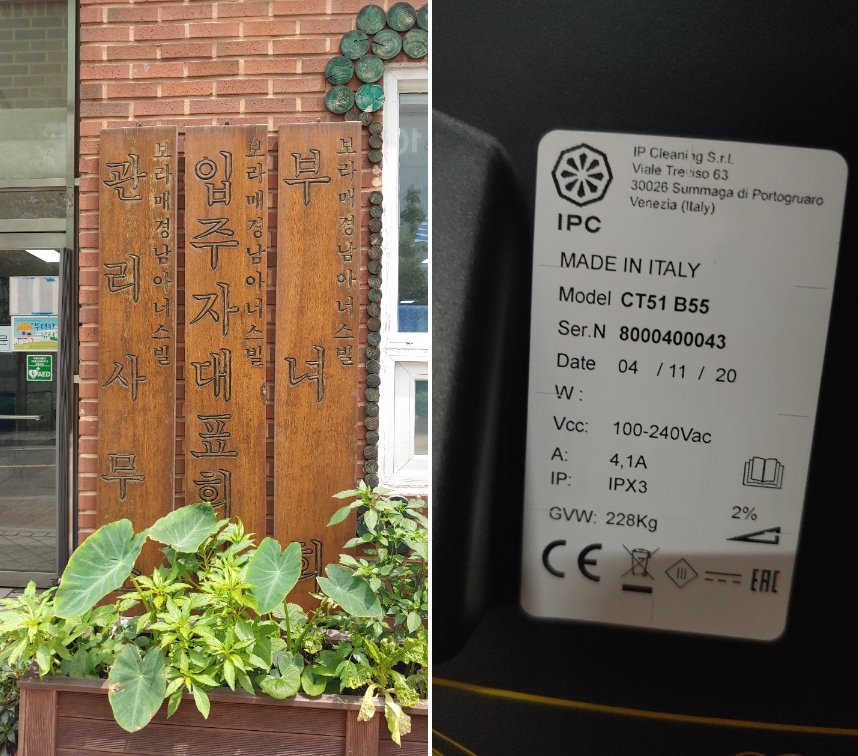 보라매경남아너스빌
관리사무
보라매경남아너스빌
입주자대표회
보라매경남아너스빌
부녀회
AED
IP Cleaning S.r.l.
Viale Treviso 63
30026 Summaga di Portogruaro
Venezia (Italy)
IPC
MADE IN ITALY
Model CT51 B55
Ser.N 8000400043
Date 04 / 11 / 20
W :
Vcc: 100-240Vac
A: 4,1A
IP: IPX3
GVW: 228Kg
2%
CE
III
EAC